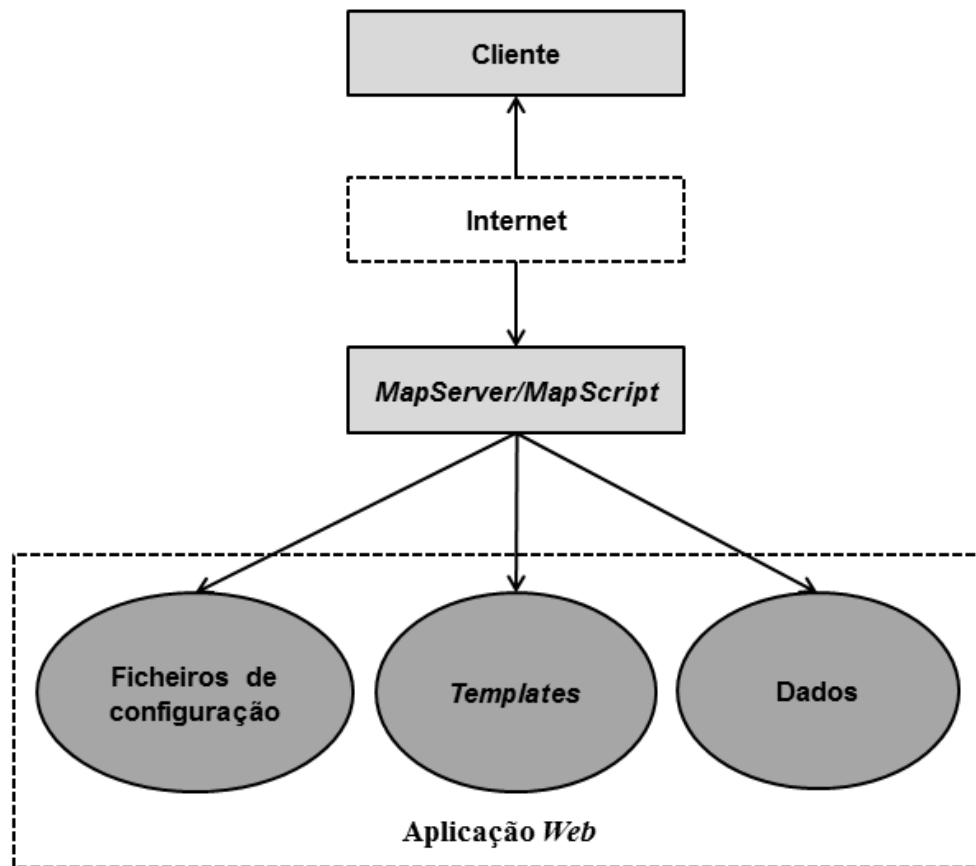 Cliente
Internet
MapServer/MapScript
Ficheiros de
configuração
Templates
Dados
Aplicação Web